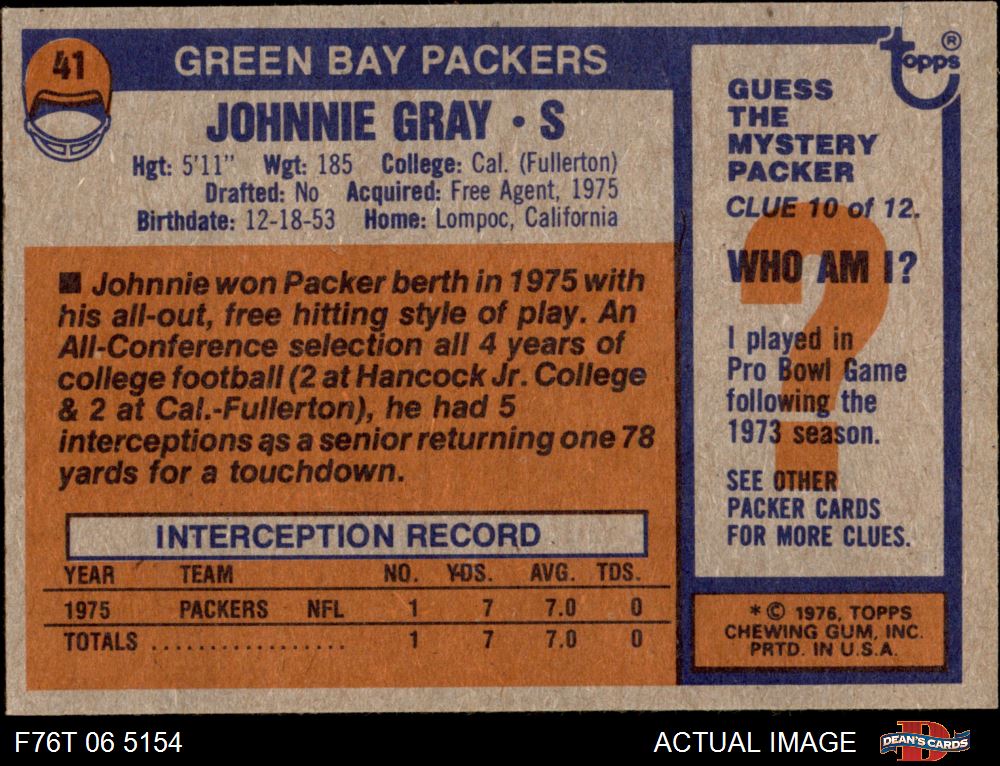 41
GREEN BAY PACKERS
JOHNNIE GRAY • S
Hgt: 5'11" Wgt: 185 College: Cal. (Fullerton)
Drafted: No Acquired: Free Agent, 1975
Birthdate: 12-18-53 Home: Lompoc, California
■ Johnnie won Packer berth in 1975 with
his all-out, free hitting style of play. An
All-Conference selection all 4 years of
college football (2 at Hancock Jr. College
& 2 at Cal.-Fullerton), he had 5
interceptions as a senior returning one 78
yards for a touchdown.
INTERCEPTION RECORD
YEAR TEAM NO. YDS. AVG. TDS.
1975 PACKERS NFL 1 7 7.0 0
TOTALS .................. 1 7 7.0 0
topps ®
GUESS
THE
MYSTERY
PACKER
CLUE 10 of 12.
WHO AM I?
?
I played in
Pro Bowl Game
following the
1973 season.
SEE OTHER
PACKER CARDS
FOR MORE CLUES.
* © 1976, TOPPS
CHEWING GUM, INC.
PRTD. IN U.S.A.
F76T 06 5154
ACTUAL IMAGE
D
DEAN'S CARDS